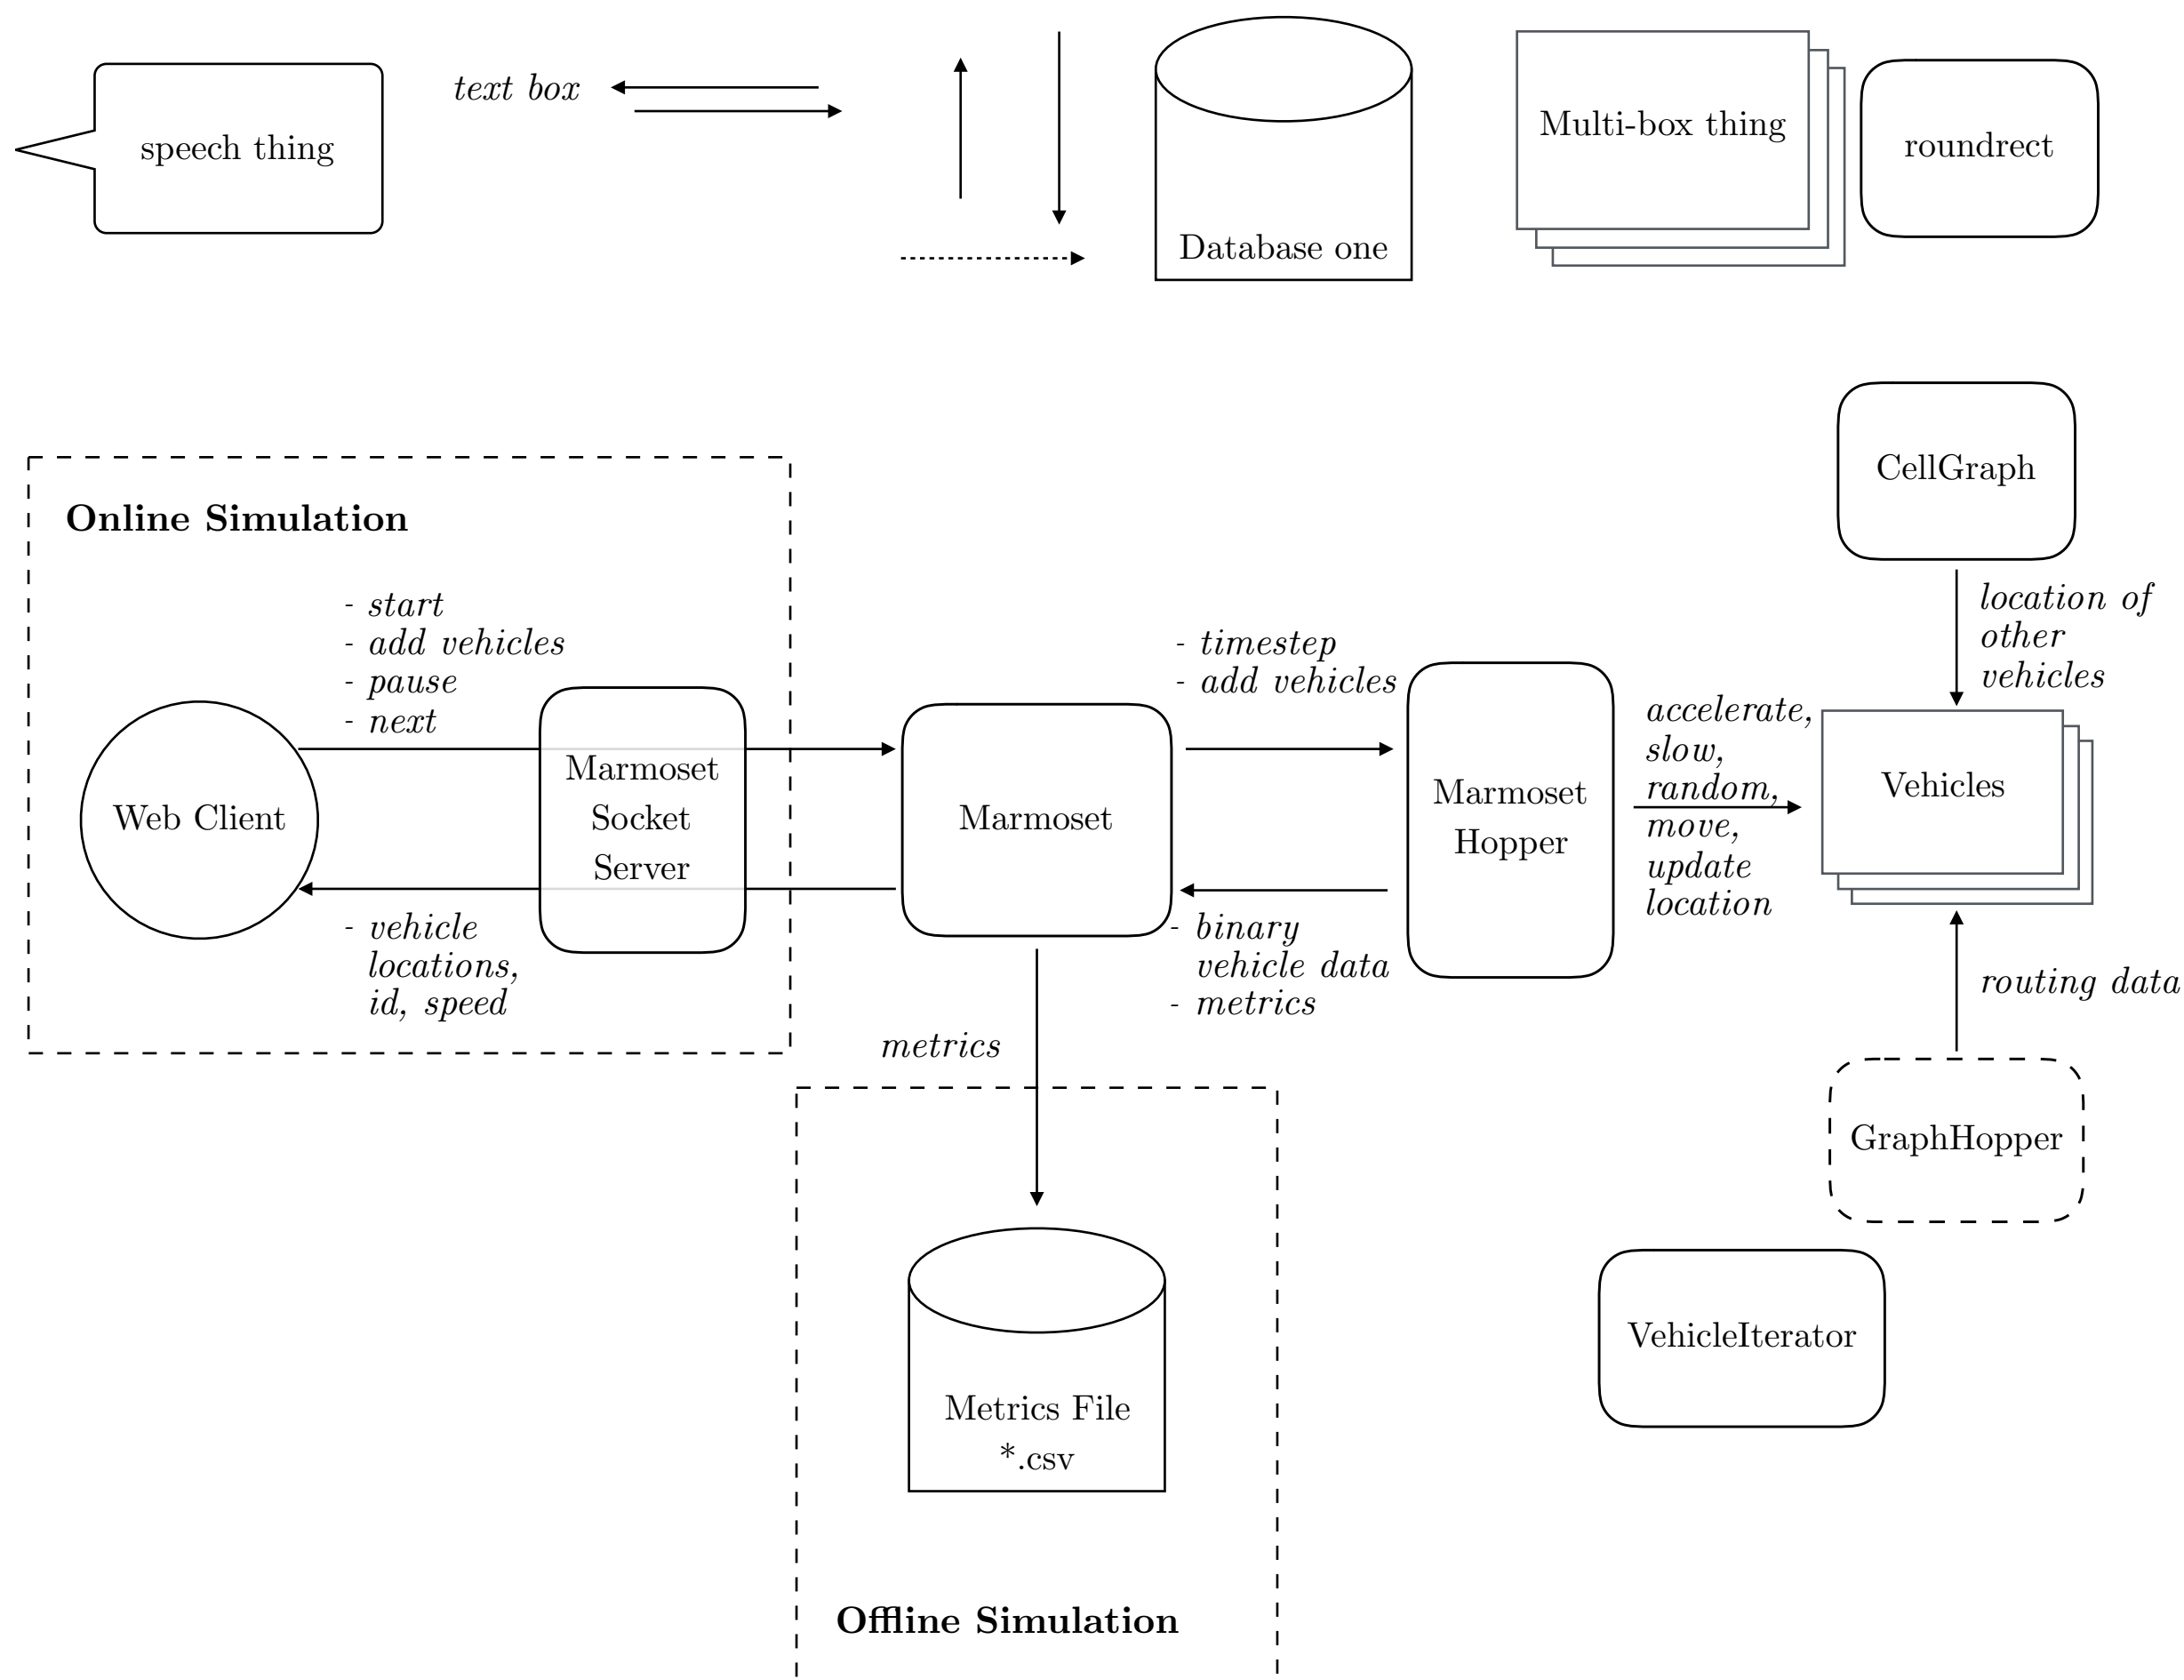 speech thing
text box
Database one
Multi-box thing
roundrect
CellGraph
location of
other
vehicles
Online Simulation
- start
- add vehicles
- pause
- next
Web Client
Marmoset
Socket
Server
- vehicle
locations,
id, speed
Marmoset
- timestep
- add vehicles
- binary
vehicle data
- metrics
Marmoset
Hopper
accelerate,
slow,
random,
move,
update
location
Vehicles
routing data
GraphHopper
VehicleIterator
metrics
Metrics File
*.csv
Offline Simulation